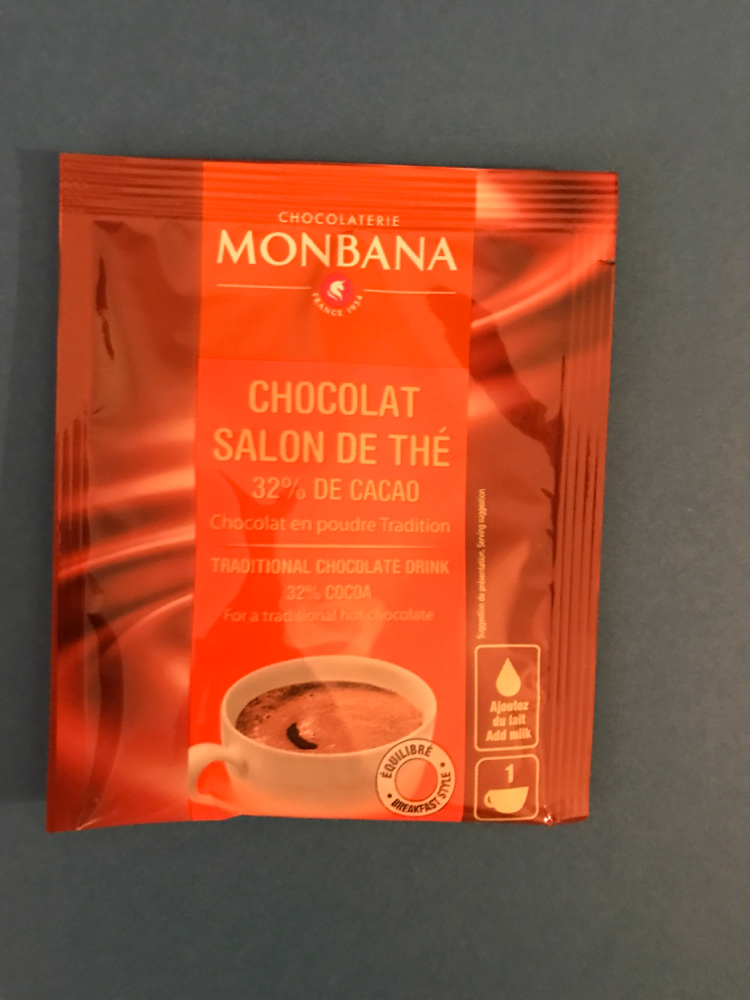 CHOCOLATERIE
MONBANA
FRANCE 1934
CHOCOLAT
SALON DE THÉ
32% DE CACAO
Chocolat en poudre Tradition
TRADITIONAL CHOCOLATE DRINK
32% COCOA
For a traditional hot chocolate
Suggestion de présentation. Serving suggestion
Ajoutez
du lait
Add milk
ÉQUILIBRÉ
• BREAKFAST STYLE •
1